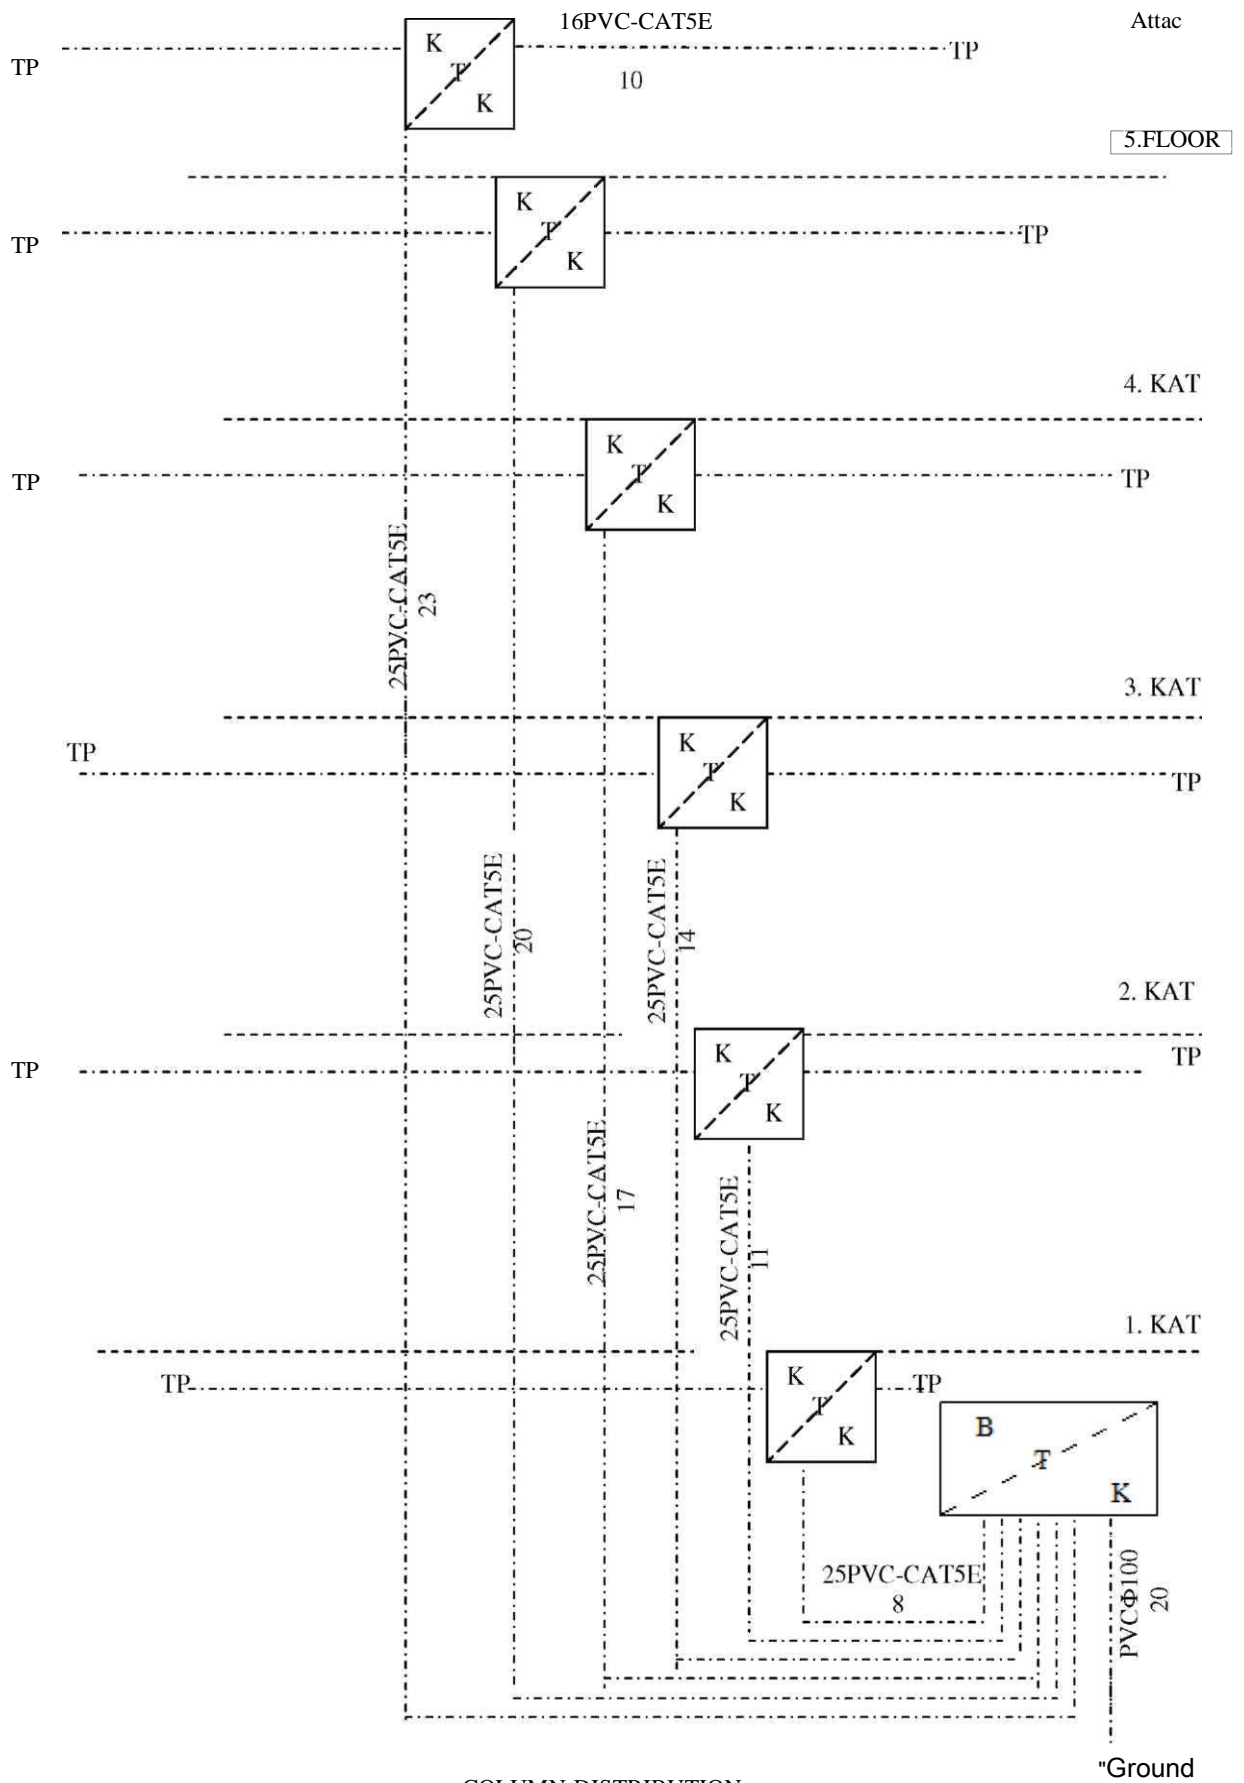 16PVC-CAT5E
Attac
TP
K
T
K
TP
10
5.FLOOR
K
T
K
TP
TP
4. KAT
K
T
K
TP
TP
25PVC-CAT5E
23
3. KAT
K
T
K
TP
TP
25PVC-CAT5E
20
25PVC-CAT5E
14
2. KAT
K
T
K
TP
TP
25PVC-CAT5E
17
25PVC-CAT5E
11
1. KAT
TP
K
T
K
TP
B
T
K
25PVC-CAT5E
8
PVCΦ100
20
"Ground
COLUMN DISTRIBUTION